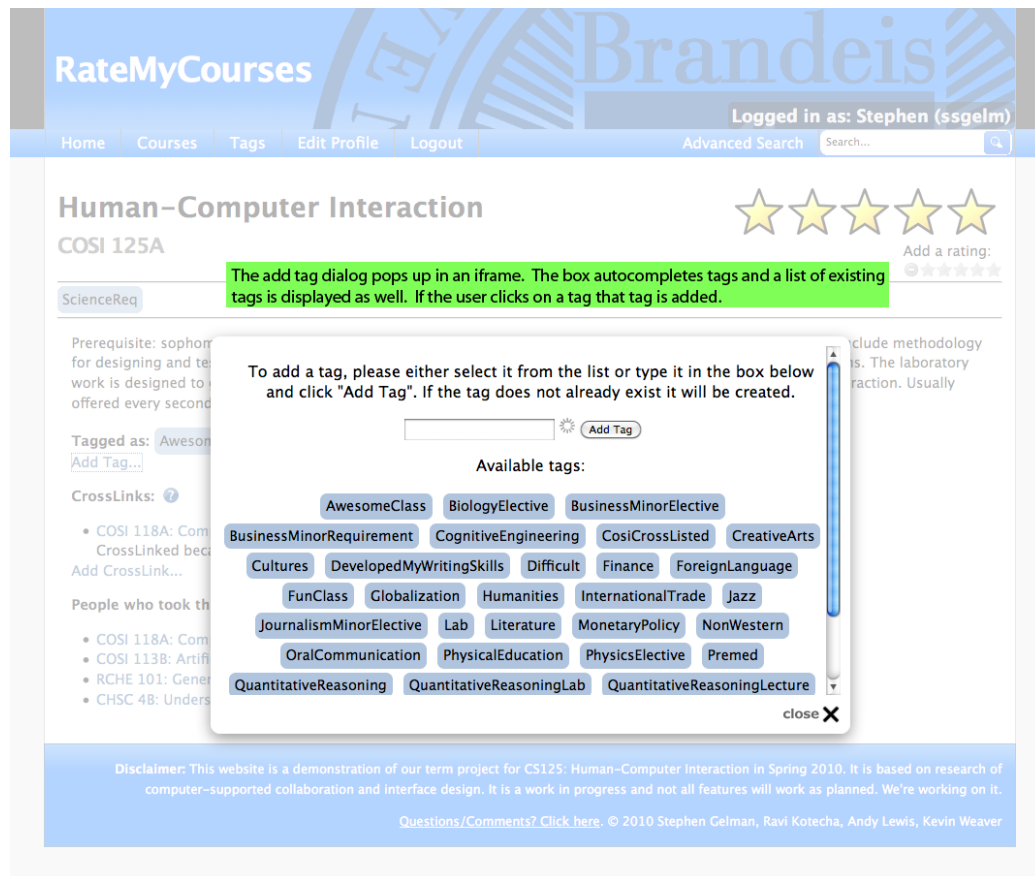 Brandeis
RateMyCourses
Logged in as: Stephen (ssgelm)
Home Courses Tags Edit Profile Logout Advanced Search Search...
Human-Computer Interaction
COSI 125A
Add a rating:
The add tag dialog pops up in an iframe. The box autocompletes tags and a list of existing
tags is displayed as well. If the user clicks on a tag that tag is added.
ScienceReq
Prerequisite: sophom clude methodology
for designing and te ns. The laboratory
work is designed to raction. Usually
offered every second
Tagged as: Awesom
Add Tag...
CrossLinks: ?
• COSI 118A: Com
CrossLinked beca
Add CrossLink...
People who took th
• COSI 118A: Com
• COSI 113B: Artifi
• RCHE 101: Gener
• CHSC 4B: Unders
To add a tag, please either select it from the list or type it in the box below
and click "Add Tag". If the tag does not already exist it will be created.
Add Tag
Available tags:
AwesomeClass BiologyElective BusinessMinorElective
BusinessMinorRequirement CognitiveEngineering CosiCrossListed CreativeArts
Cultures DevelopedMyWritingSkills Difficult Finance ForeignLanguage
FunClass Globalization Humanities InternationalTrade Jazz
JournalismMinorElective Lab Literature MonetaryPolicy NonWestern
OralCommunication PhysicalEducation PhysicsElective Premed
QuantitativeReasoning QuantitativeReasoningLab QuantitativeReasoningLecture
close X
Disclaimer: This website is a demonstration of our term project for CS125: Human-Computer Interaction in Spring 2010. It is based on research of
computer-supported collaboration and interface design. It is a work in progress and not all features will work as planned. We're working on it.
Questions/Comments? Click here. © 2010 Stephen Gelman, Ravi Kotecha, Andy Lewis, Kevin Weaver